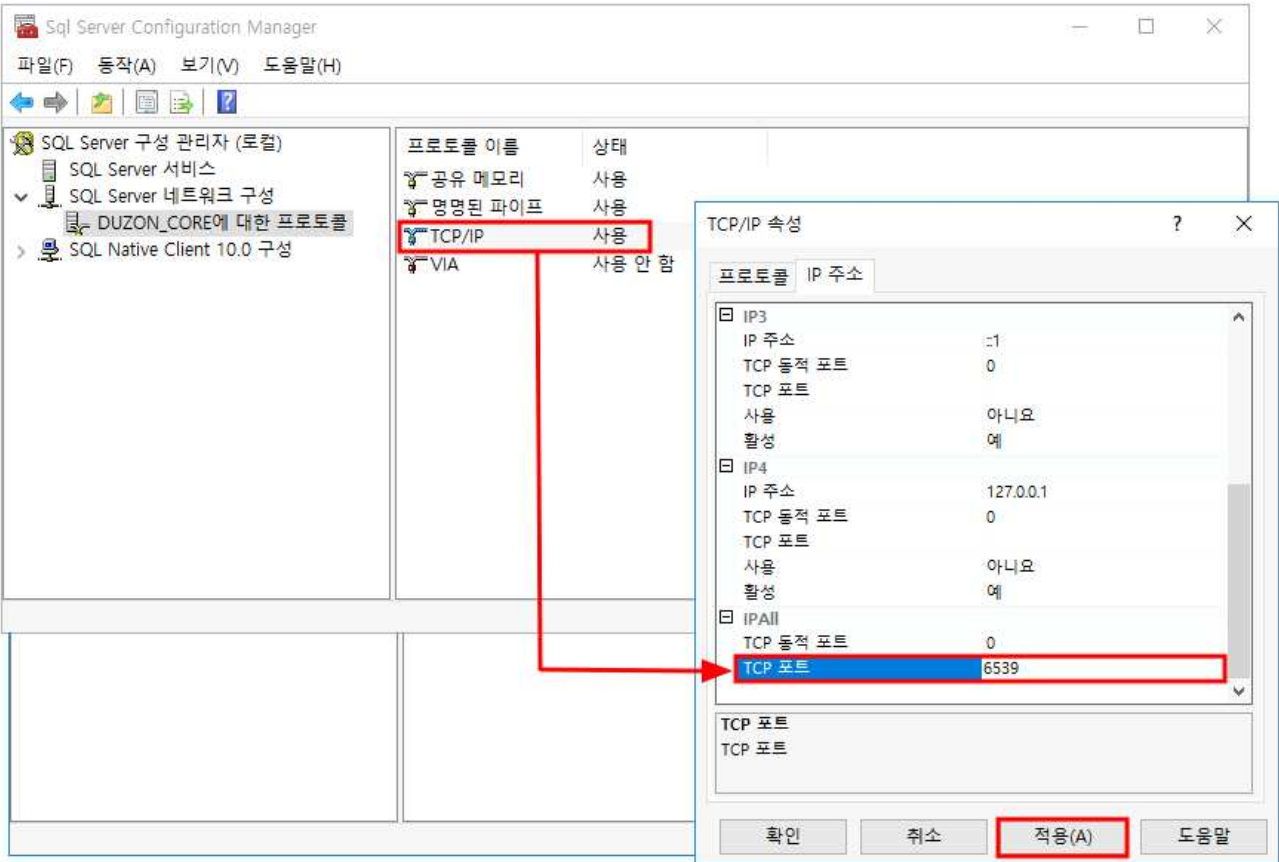 Sql Server Configuration Manager
파일(F) 동작(A) 보기(V) 도움말(H)
SQL Server 구성 관리자 (로컬)
SQL Server 서비스
SQL Server 네트워크 구성
DUZON_CORE에 대한 프로토콜
SQL Native Client 10.0 구성
프로토콜 이름 상태
공유 메모리 사용
명명된 파이프 사용
TCP/IP 사용
VIA 사용 안 함
TCP/IP 속성
프로토콜 IP 주소
IP3
IP 주소 ::1
TCP 동적 포트 0
TCP 포트
사용 아니요
활성 예
IP4
IP 주소 127.0.0.1
TCP 동적 포트 0
TCP 포트
사용 아니요
활성 예
IPAll
TCP 동적 포트 0
TCP 포트 6539
TCP 포트
TCP 포트
확인 취소 적용(A) 도움말